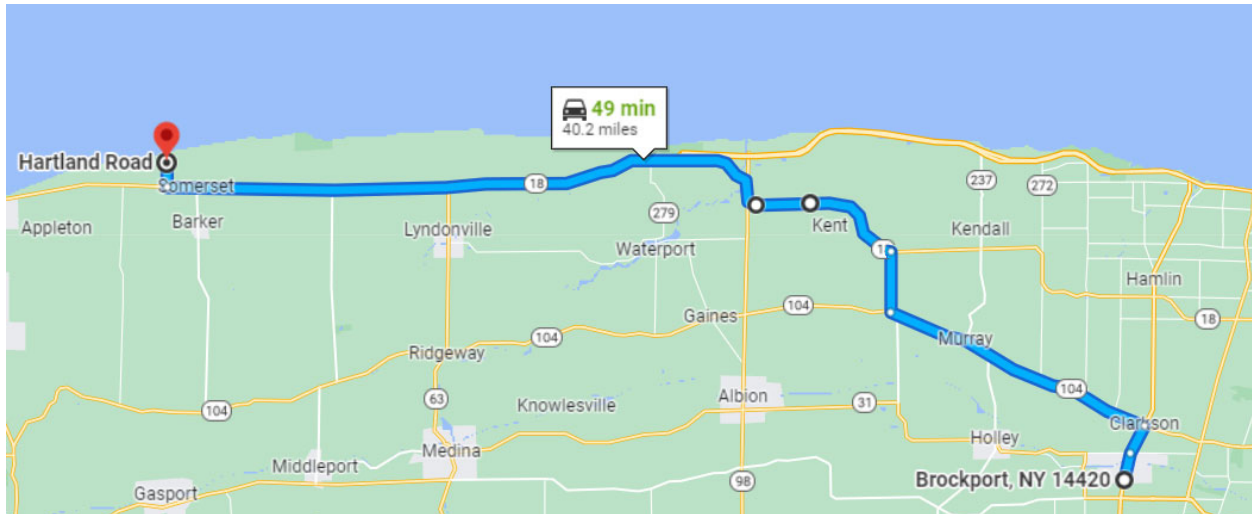 49 min
40.2 miles
Hartland Road
Somerset
18
237
272
Appleton
Barker
Lyndonville
279
Waterport
Kent
Kendall
Hamlin
104
Gaines
18
Murray
Ridgeway
104
104
63
Knowlesville
Albion
31
104
Clarkson
Medina
Holley
Middleport
Brockport, NY 14420
Gasport
98